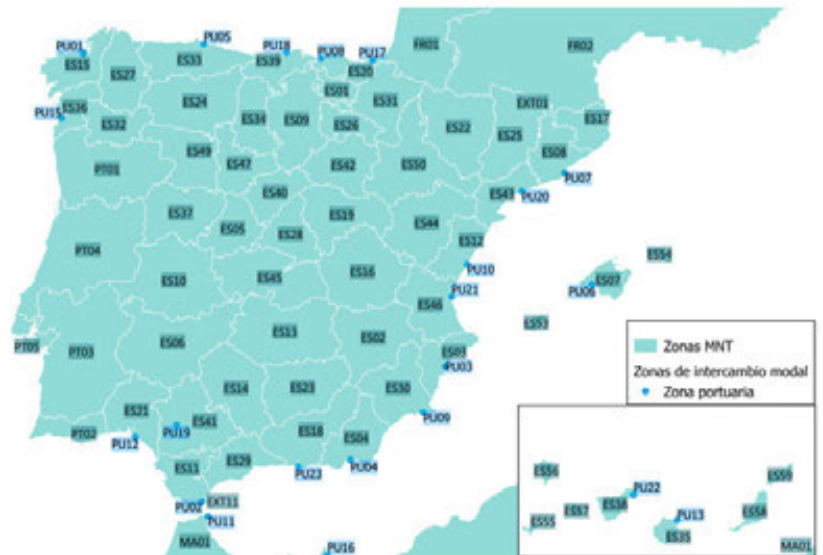 PU01
PU05
PU18
PU08
PU17
FR01
FR02
ES15
ES27
ES33
ES39
ES20
ES01
ES31
EXT01
ES17
PU15
ES36
ES32
ES24
ES34
ES09
ES26
ES22
ES25
ES08
PT01
ES49
ES47
ES42
ES50
PU07
ES40
ES43
PU20
ES37
ES05
ES28
ES19
ES44
ES12
PT04
ES10
ES45
ES16
PU10
ES54
PU21
PU06
ES07
ES46
ES53
PT05
PT03
ES06
ES13
ES02
ES03
PU03
Zonas MNT
Zonas de intercambio modal
Zona portuaria
ES14
ES23
ES30
ES21
PU09
PT02
PU12
PU19
ES41
ES18
ES04
ES11
ES29
PU23
PU04
PU02
EXT11
PU11
MA01
PU16
ES56
ES59
PU22
ES57
ES38
PU13
ES58
ES55
ES35
MA01